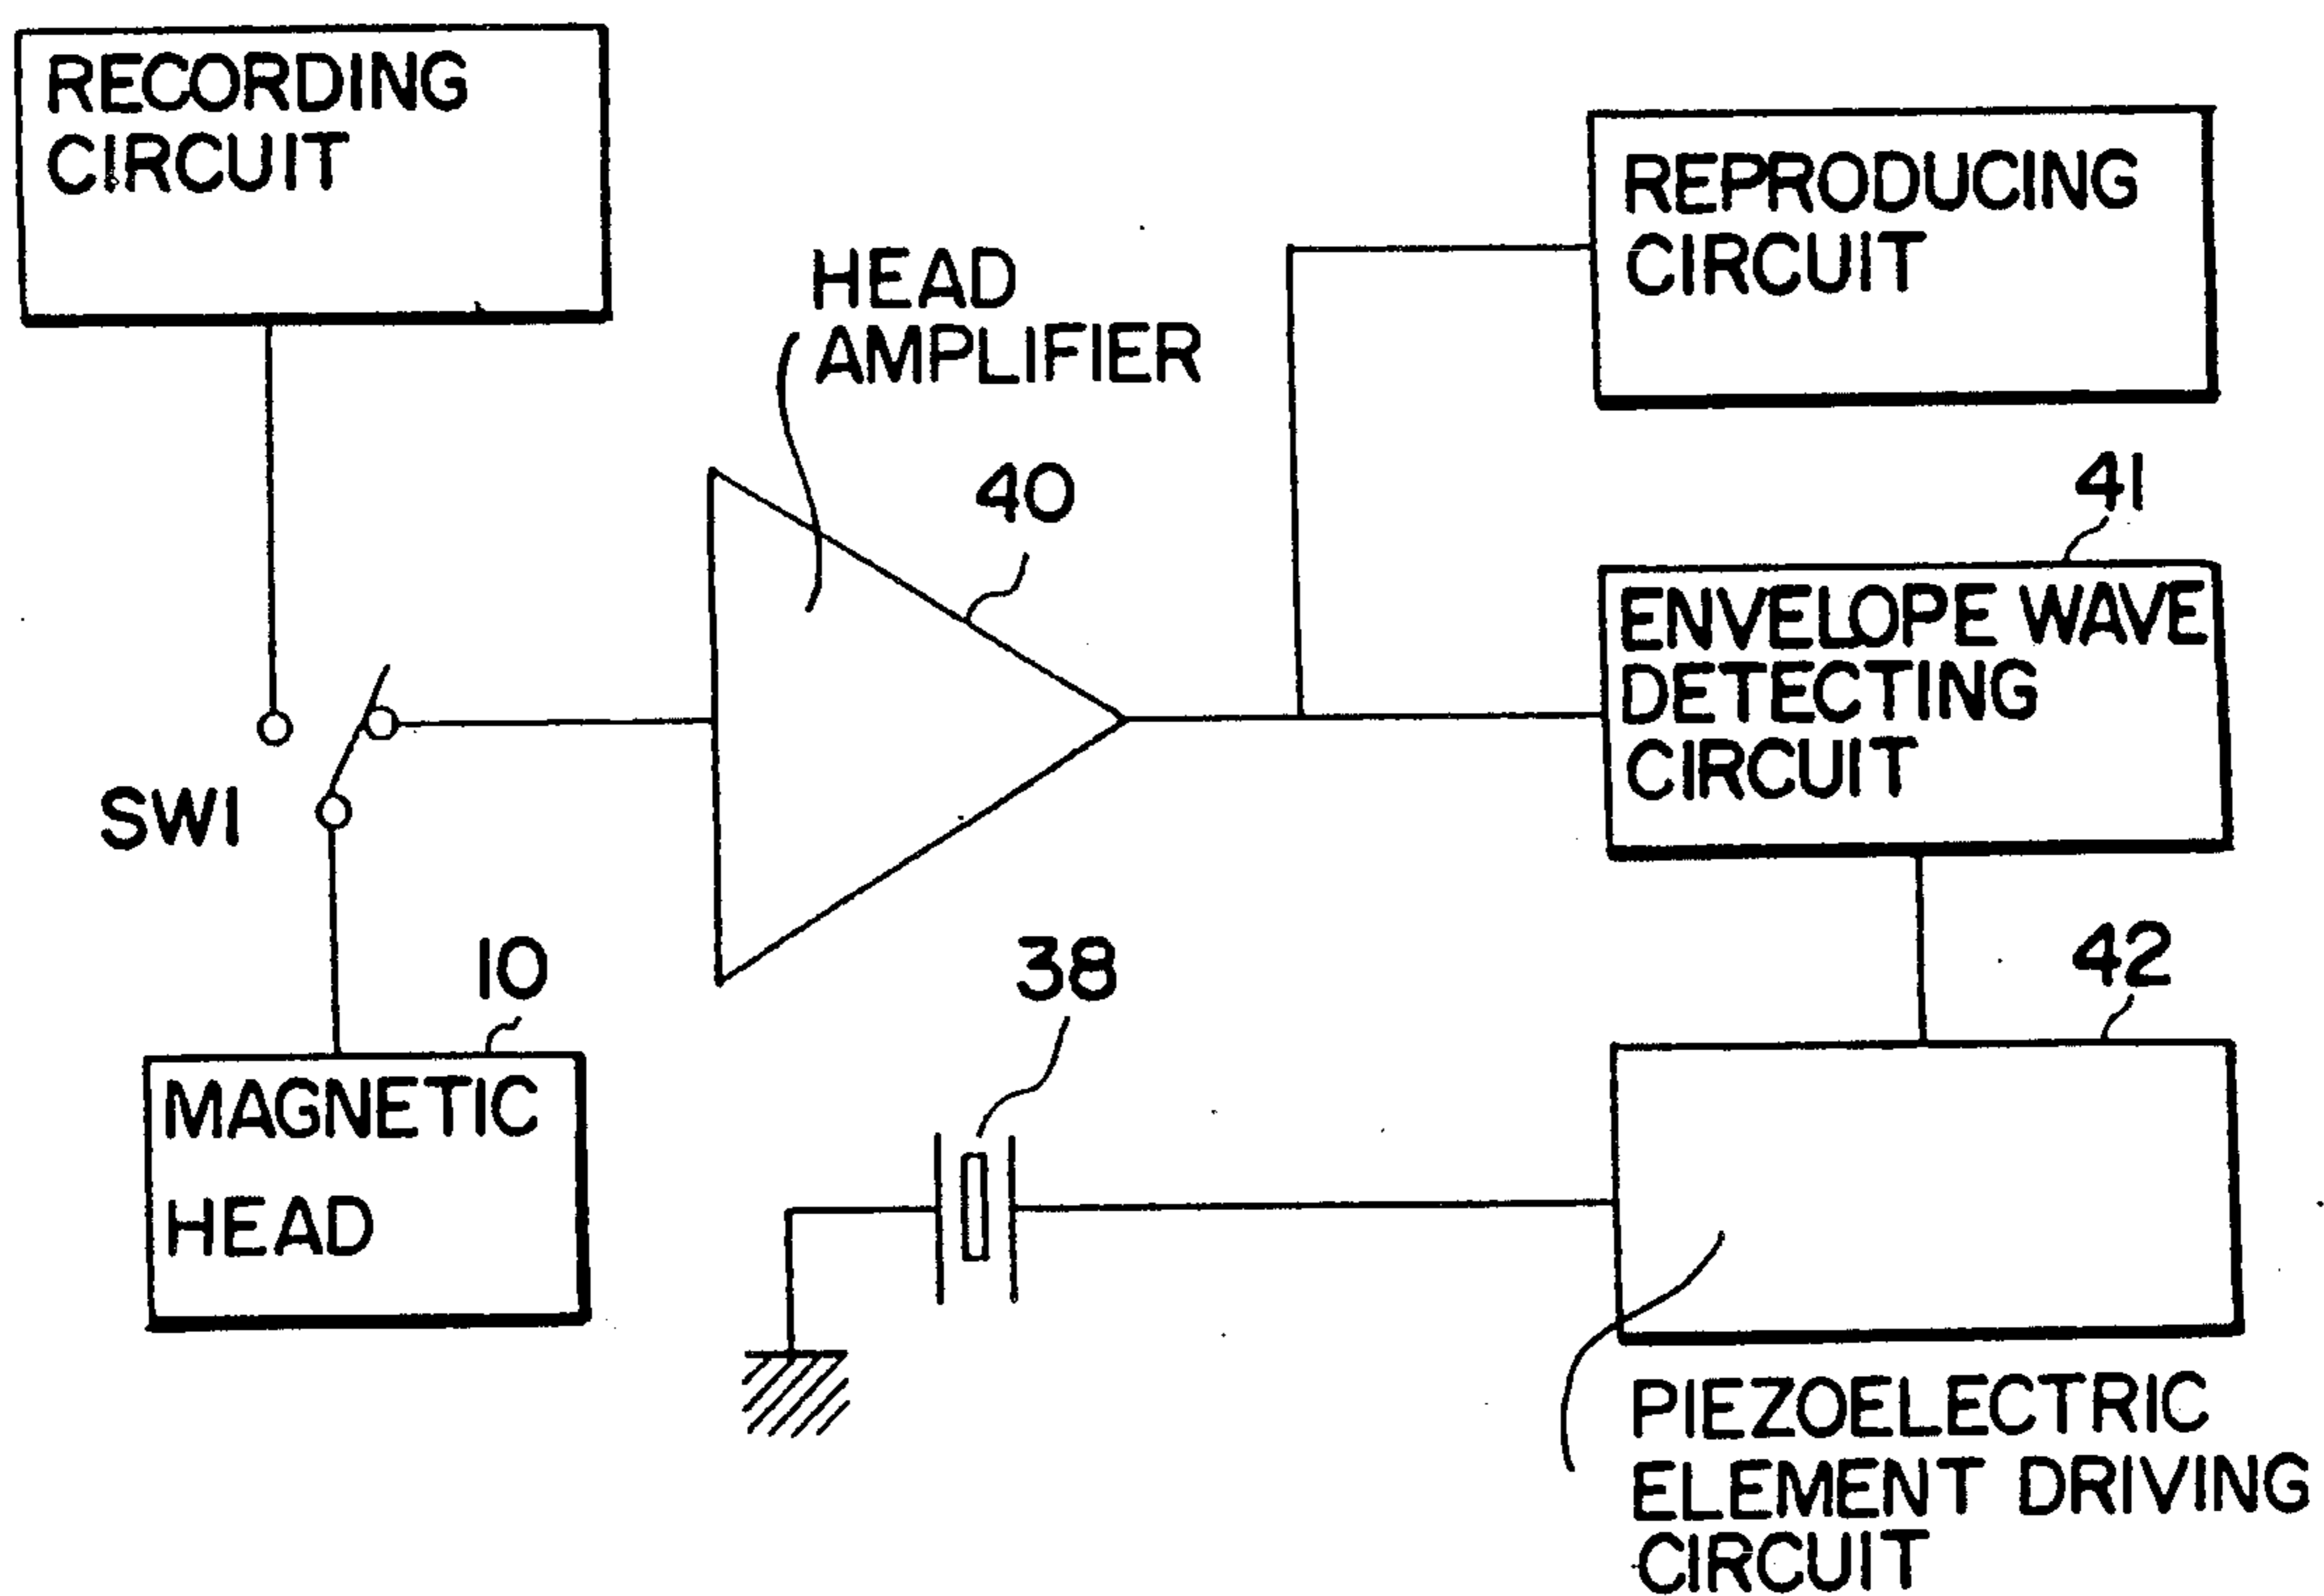 RECORDING
CIRCUIT
HEAD
AMPLIFIER
REPRODUCING
CIRCUIT
40
41
ENVELOPE WAVE
DETECTING
CIRCUIT
SW1
10
38
42
MAGNETIC
HEAD
PIEZOELECTRIC
ELEMENT DRIVING
CIRCUIT